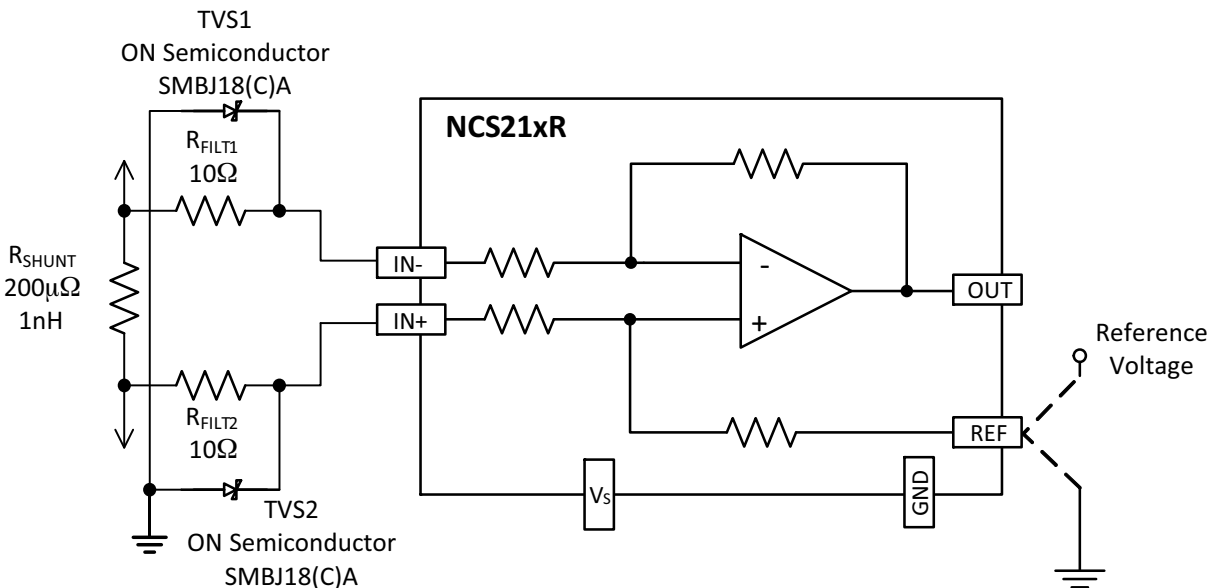 TVS1
ON Semiconductor
SMBJ18(C)A
RFILT1
10Ω
NCS21xR
RSHUNT
200μΩ
1nH
IN-
IN+
-
+
OUT
Reference
Voltage
RFILT2
10Ω
REF
VS
GND
TVS2
ON Semiconductor
SMBJ18(C)A